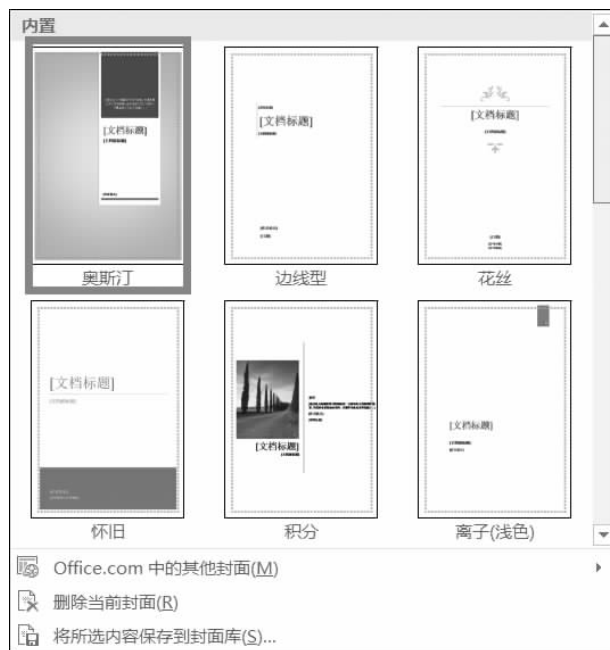 内置
[文档标题]
奥斯汀
[文档标题]
边线型
[文档标题]
花丝
[文档标题]
怀旧
[文档标题]
积分
[文档标题]
离子(浅色)
Office.com 中的其他封面(M)
删除当前封面(R)
将所选内容保存到封面库(S)...